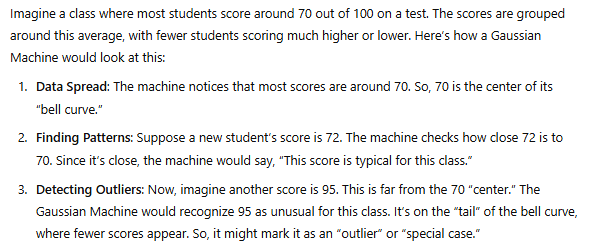 Imagine a class where most students score around 70 out of 100 on a test. The scores are grouped
around this average, with fewer students scoring much higher or lower. Here's how a Gaussian
Machine would look at this:
1. Data Spread: The machine notices that most scores are around 70. So, 70 is the center of its
"bell curve."
2. Finding Patterns: Suppose a new student's score is 72. The machine checks how close 72 is to
70. Since it's close, the machine would say, "This score is typical for this class."
3. Detecting Outliers: Now, imagine another score is 95. This is far from the 70 "center." The
Gaussian Machine would recognize 95 as unusual for this class. It's on the "tail" of the bell curve,
where fewer scores appear. So, it might mark it as an "outlier" or "special case."